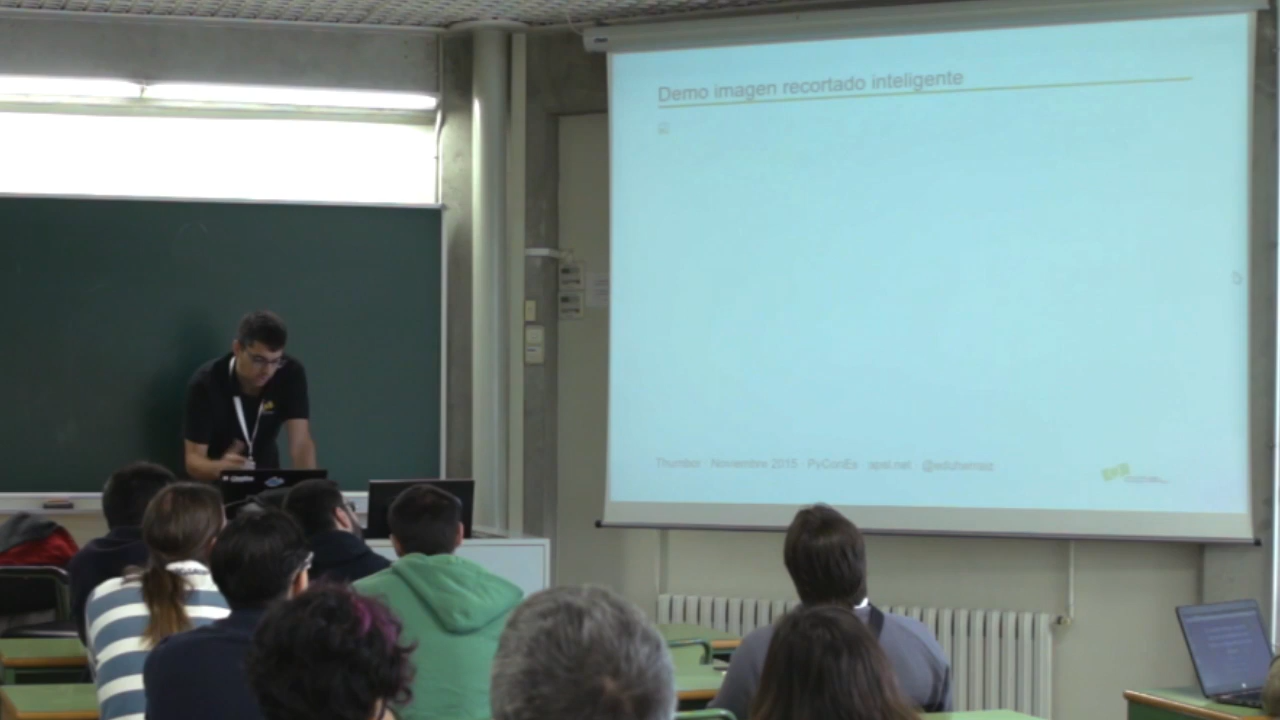 Demo imagen recortado inteligente
Thumbor Noviembre 2015 PyConEs apsl.net @eduherraiz